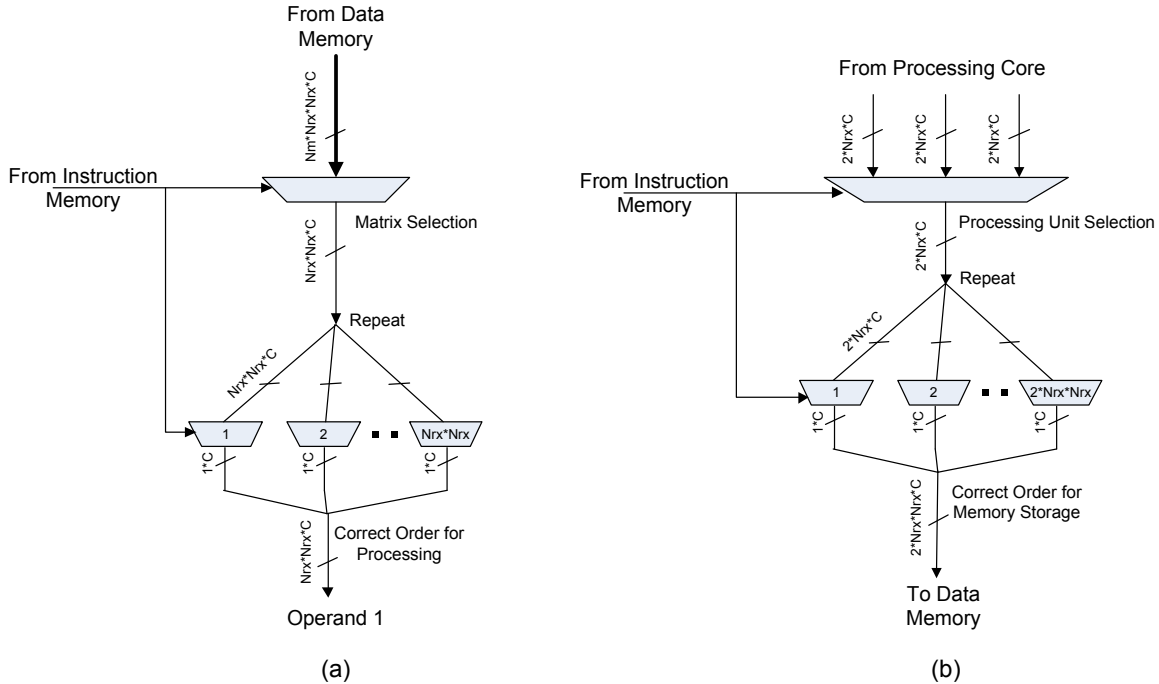 From Data
Memory
Nm*Nrx*Nrx*C
From Instruction
Memory
Matrix Selection
Nrx*Nrx*C
Repeat
Nrx*Nrx*C
1
2
Nrx*Nrx
1*C
1*C
1*C
Correct Order for
Processing
Nrx*Nrx*C
Operand 1
(a)
From Processing Core
2*Nrx*C
2*Nrx*C
2*Nrx*C
From Instruction
Memory
Processing Unit Selection
2*Nrx*C
Repeat
2*Nrx*C
1
2
2*Nrx*Nrx
1*C
1*C
1*C
Correct Order for
Memory Storage
2*Nrx*Nrx*C
To Data
Memory
(b)